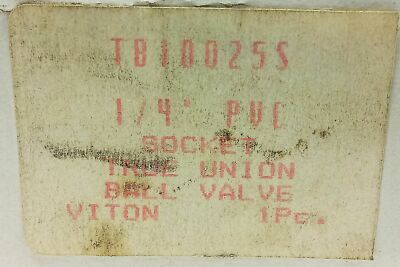 TB10025S
1/4" PVC
SOCKET
TRUE UNION
BALL VALVE
VITON 1Pc.